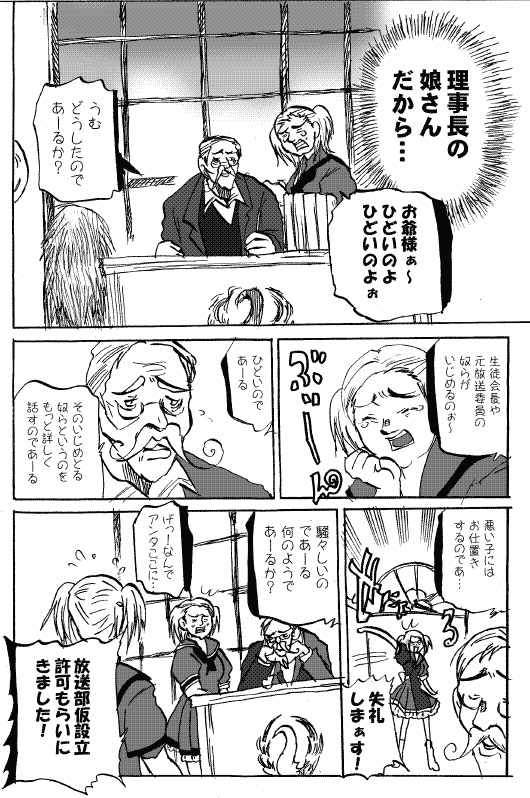 理事長の
娘さん
だから…
お爺様ぁ～
ひどいのよ
ひどいのよぉ
うむ
どうしたので
あーるか？
生徒会長や
元放送委員の
奴らが
いじめるのぉ～
ぶぃーん
ひどいので
あーる
そのいじめとる
奴らというのを
もっと詳しく
話すのであーる
悪い子には
お仕置き
するのであ…
失礼
しまぁす！
騒々しいの
であーる
何のようで
あーるか？
げっ！なんで
アンタここに！
放送部仮設立
許可もらいに
きました！